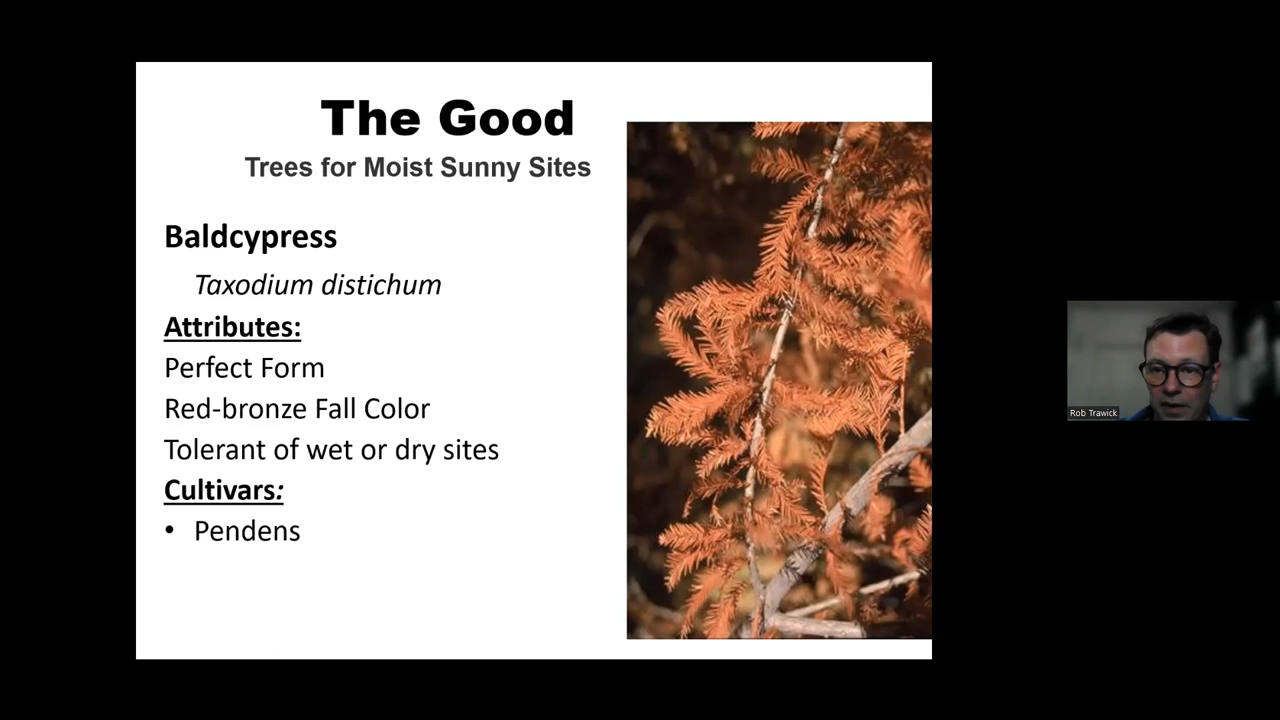 The Good
Trees for Moist Sunny Sites
Baldcypress
Taxodium distichum
Attributes:
Perfect Form
Red-bronze Fall Color
Tolerant of wet or dry sites
Cultivars:
• Pendens
Rob Trawick